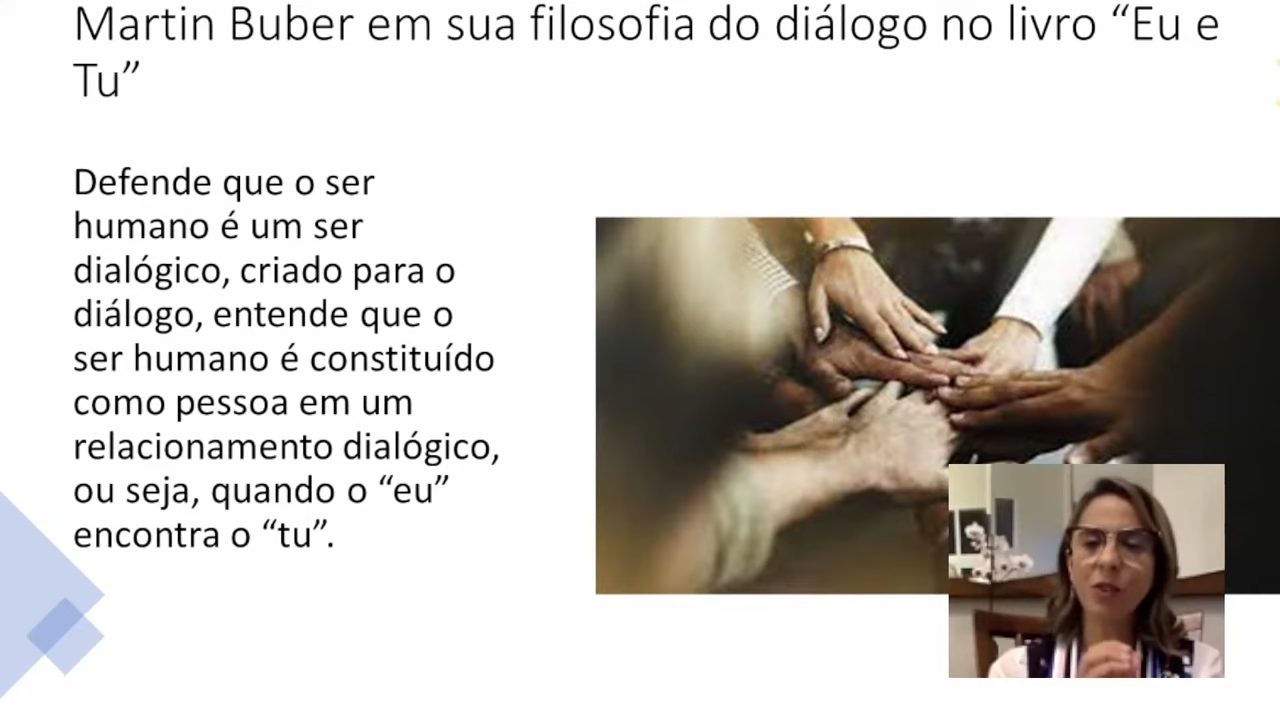 Martin Buber em sua filosofia do diálogo no livro “Eu e
Tu”
Defende que o ser
humano é um ser
dialógico, criado para o
diálogo, entende que o
ser humano é constituído
como pessoa em um
relacionamento dialógico,
ou seja, quando o “eu”
encontra o “tu”.